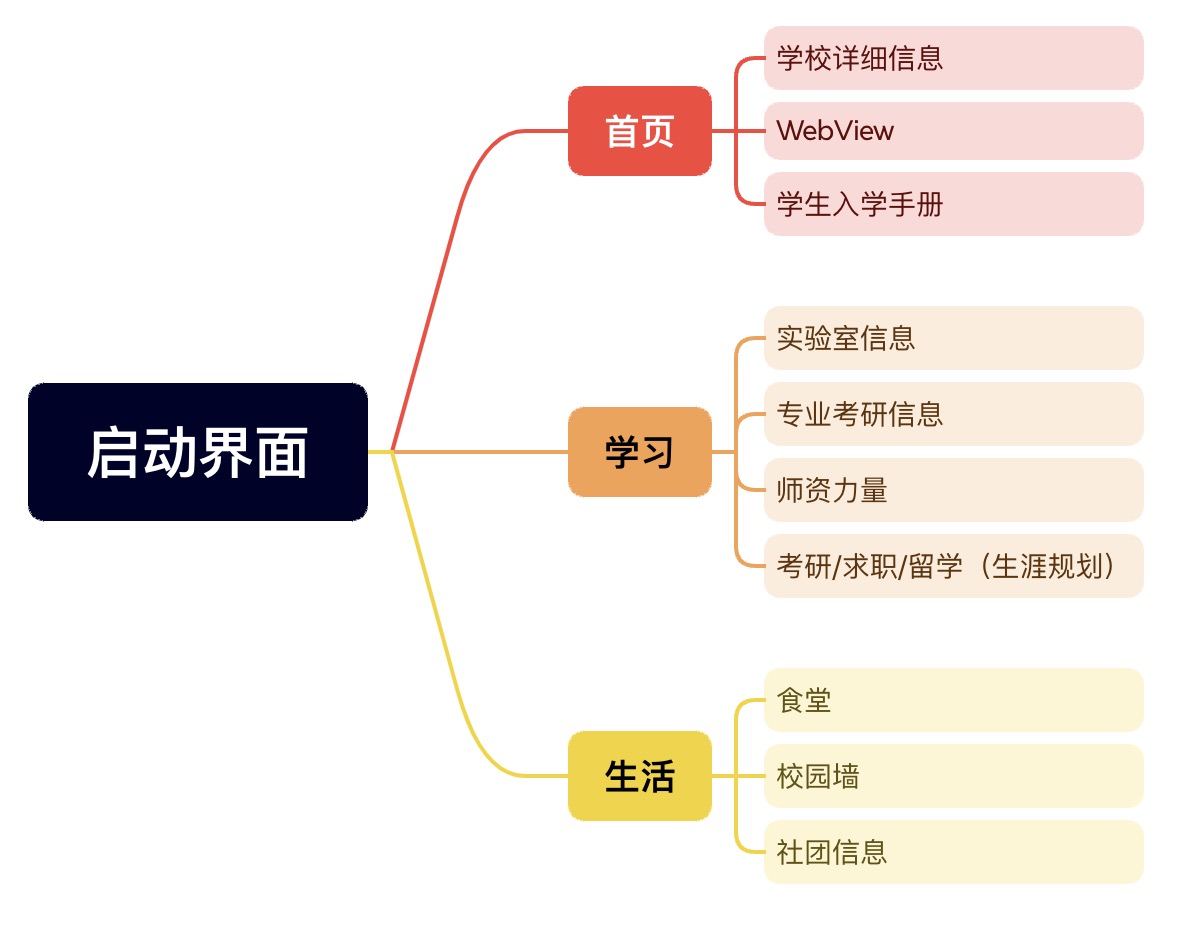 启动界面
首页
学校详细信息
WebView
学生入学手册
学习
实验室信息
专业考研信息
师资力量
考研/求职/留学（生涯规划）
生活
食堂
校园墙
社团信息